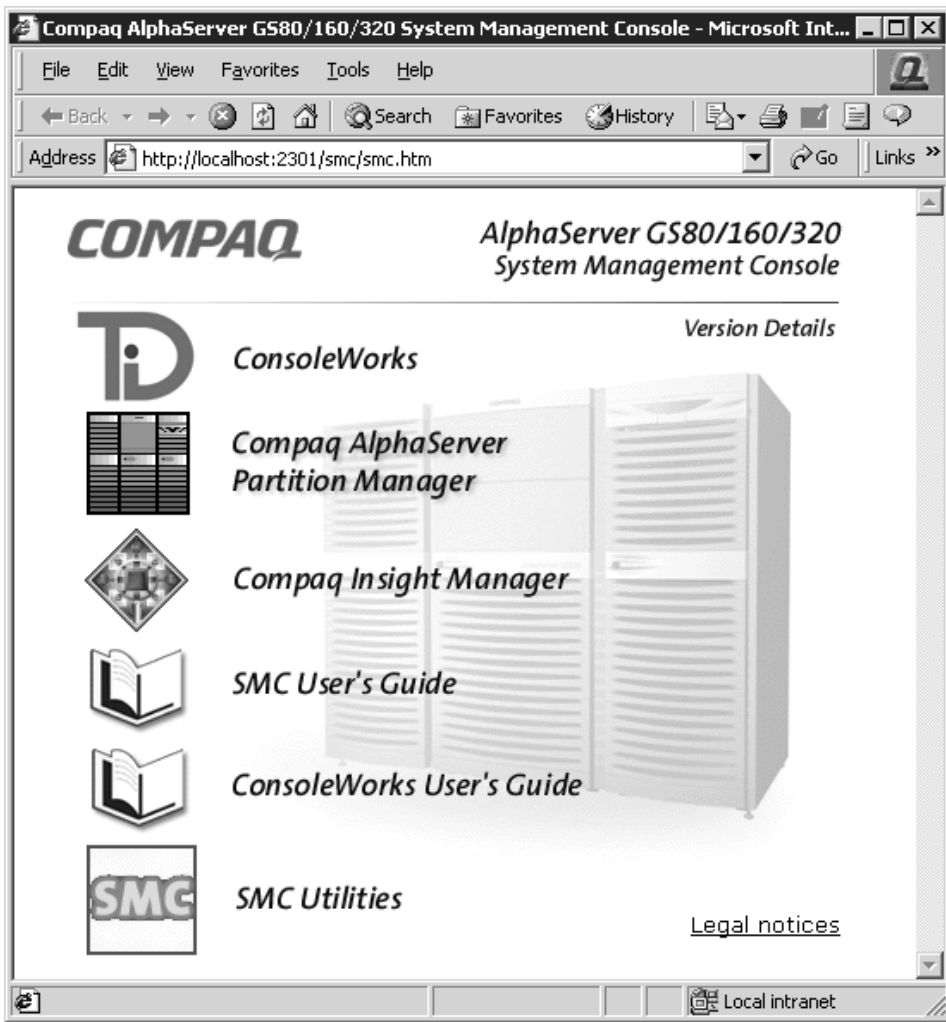 Compaq AlphaServer GS80/160/320 System Management Console - Microsoft Int...
File Edit View Favorites Tools Help
Back Search Favorites History
Address http://localhost:2301/smc/smc.htm Go Links »
COMPAQ
AlphaServer GS80/160/320
System Management Console
Version Details
TiD
ConsoleWorks
Compaq AlphaServer
Partition Manager
Compaq Insight Manager
SMC User's Guide
ConsoleWorks User's Guide
SMC
SMC Utilities
Legal notices
Local intranet